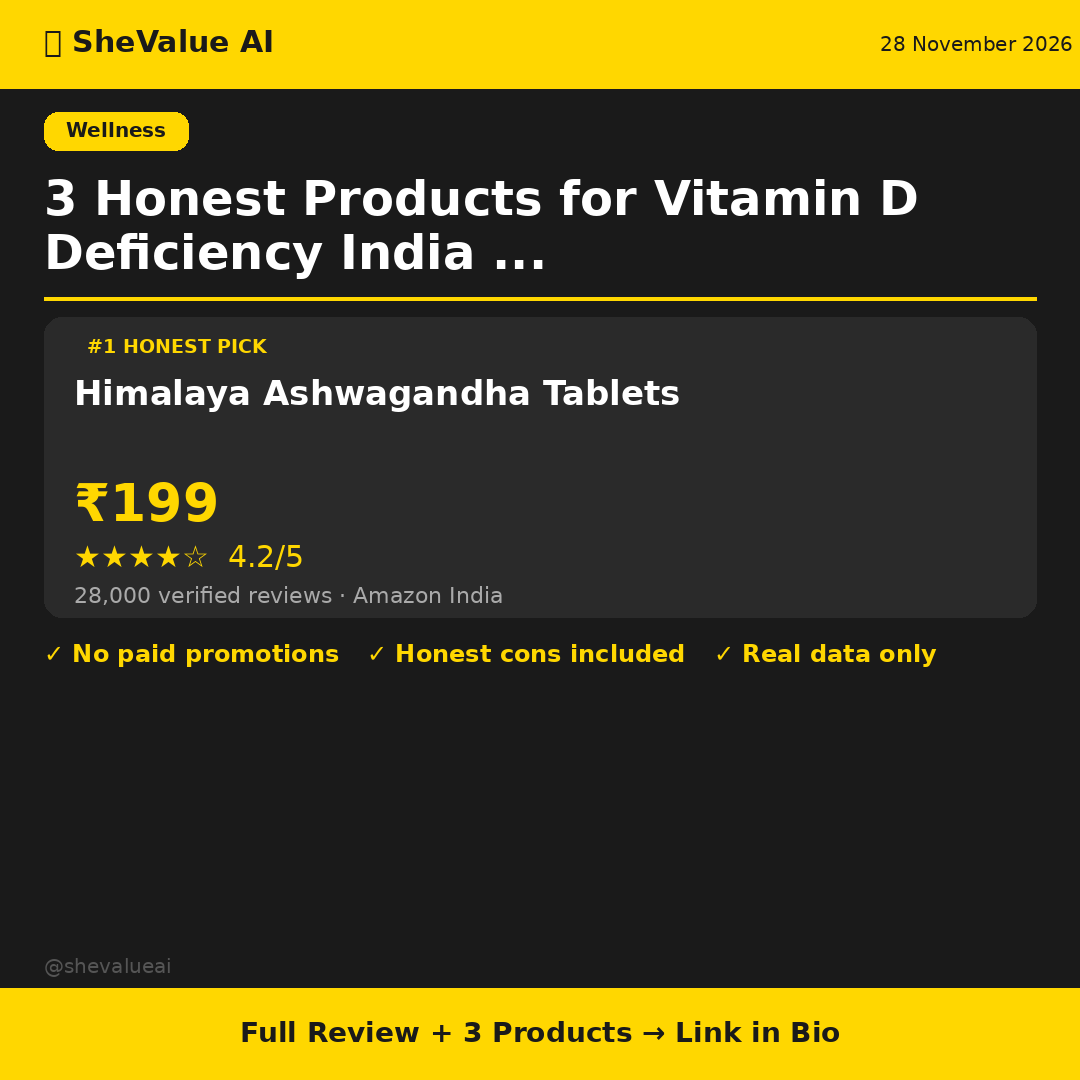 SheValue AI
28 November 2026
Wellness
3 Honest Products for Vitamin D
Deficiency India ...
#1 HONEST PICK
Himalaya Ashwagandha Tablets
₹199
★★★★☆ 4.2/5
28,000 verified reviews · Amazon India
✓ No paid promotions ✓ Honest cons included ✓ Real data only
@shevalueai
Full Review + 3 Products → Link in Bio